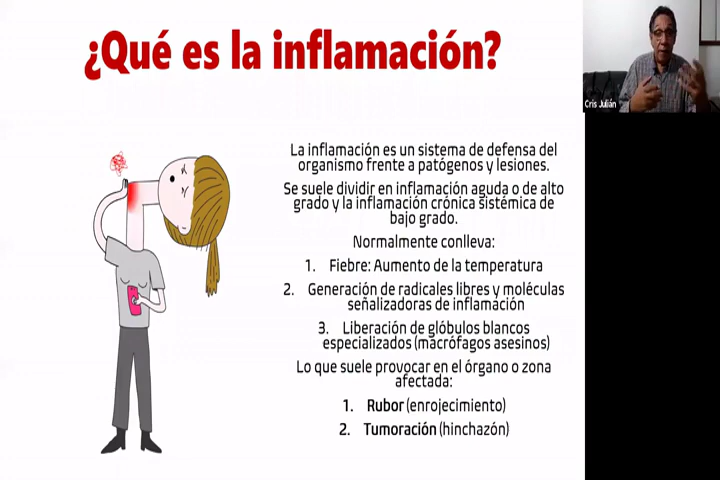 ¿Qué es la inflamación?
Cris Julián
La inflamación es un sistema de defensa del
organismo frente a patógenos y lesiones.
Se suele dividir en inflamación aguda o de alto
grado y la inflamación crónica sistémica de
bajo grado.
Normalmente conlleva:
1. Fiebre: Aumento de la temperatura
2. Generación de radicales libres y moléculas
señalizadoras de inflamación
3. Liberación de glóbulos blancos
especializados (macrófagos asesinos)
Lo que suele provocar en el órgano o zona
afectada:
1. Rubor (enrojecimiento)
2. Tumoración (hinchazón)